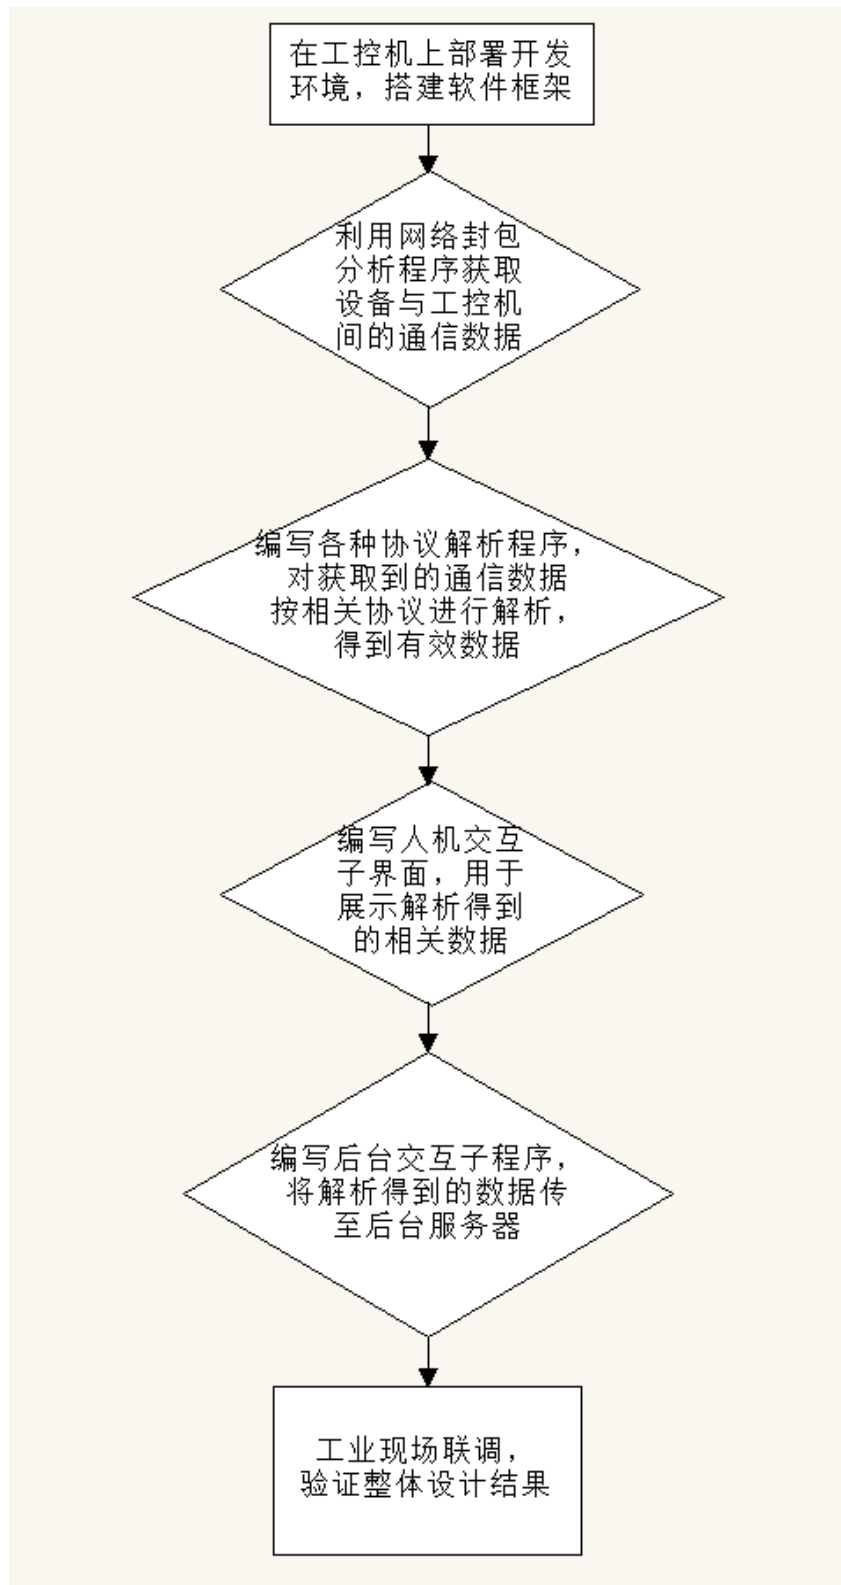 在工控机上部署开发
环境，搭建软件框架
利用网络封包
分析程序获取
设备与工控机
间的通信数据
编写各种协议解析程序，
对获取到的通信数据
按相关协议进行解析，
得到有效数据
编写人机交互
子界面，用于
展示解析得到
的相关数据
编写后台交互子程序，
将解析得到的数据传
至后台服务器
工业现场联调，
验证整体设计结果